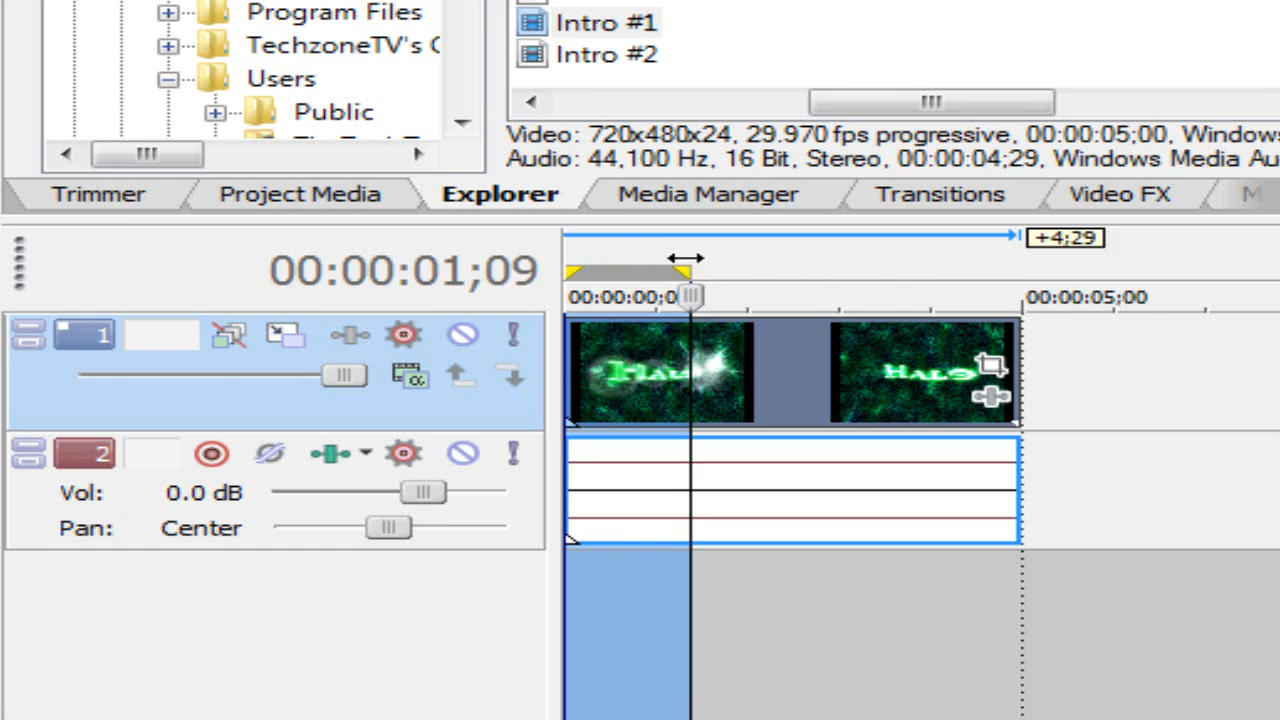 Program Files
TechzoneTV's
Users
Public
Intro #1
Intro #2
Video: 720x480x24, 29.970 fps progressive, 00:00:05;00,
Audio: 44,100 Hz, 16 Bit, Stereo, 00:00:04;29, Windows Media
Trimmer Project Media Explorer Media Manager Transitions Video FX M
+4;29
00:00:01;09
00:00:00;0 00:00:05;00
1
HALO
2
Vol: 0.0 dB
Pan: Center